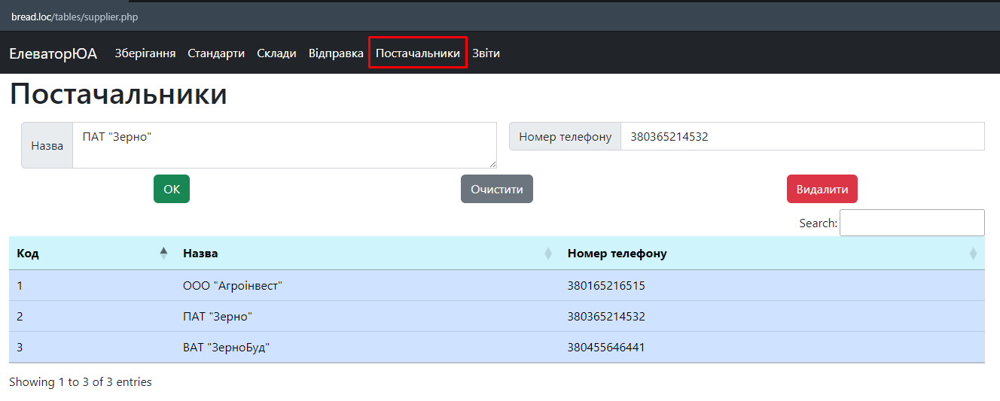 bread.loc/tables/supplier.php
ЕлеваторЮА Зберігання Стандарти Склади Відправка Постачальники Звіти
Постачальники
Назва ПАТ "Зерно" Номер телефону 380365214532
ОК Очистити Видалити
Search:
Код Назва Номер телефону
1 ООО "Агроінвест" 380165216515
2 ПАТ "Зерно" 380365214532
3 ВАТ "ЗерноБуд" 380455646441
Showing 1 to 3 of 3 entries